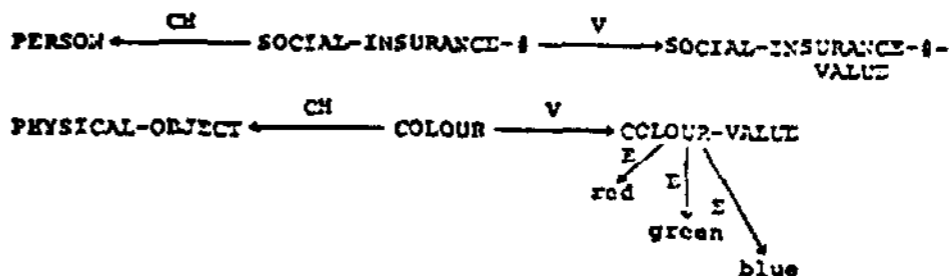 CH V
PERSON SOCIAL-INSURANCE-# SOCIAL-INSURANCE-#-
VALUE
CH V
PHYSICAL-OBJECT COLOUR COLOUR-VALUE
E
red E E
green
blue